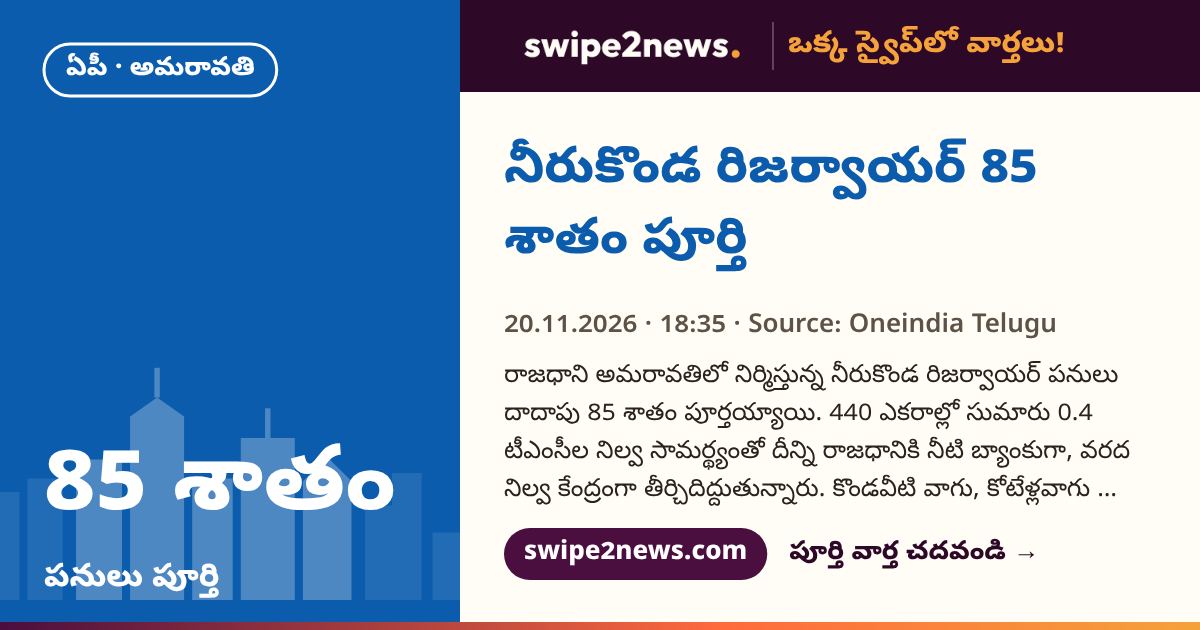 ఏపీ · అమరావతి
85 శాతం
పనులు పూర్తి
swipe2news.
ఒక్క స్వైప్‌లో వార్తలు!
నీరుకొండ రిజర్వాయర్ 85
శాతం పూర్తి
20.11.2026 · 18:35 · Source: Oneindia Telugu
రాజధాని అమరావతిలో నిర్మిస్తున్న నీరుకొండ రిజర్వాయర్ పనులు
దాదాపు 85 శాతం పూర్తయ్యాయి. 440 ఎకరాల్లో సుమారు 0.4
టీఎంసీల నిల్వ సామర్థ్యంతో దీన్ని రాజధానికి నీటి బ్యాంకుగా, వరద
నిల్వ కేంద్రంగా తీర్చిదిద్దుతున్నారు. కొండవీటి వాగు, కోటేళ్లవాగు ...
swipe2news.com
పూర్తి వార్త చదవండి →